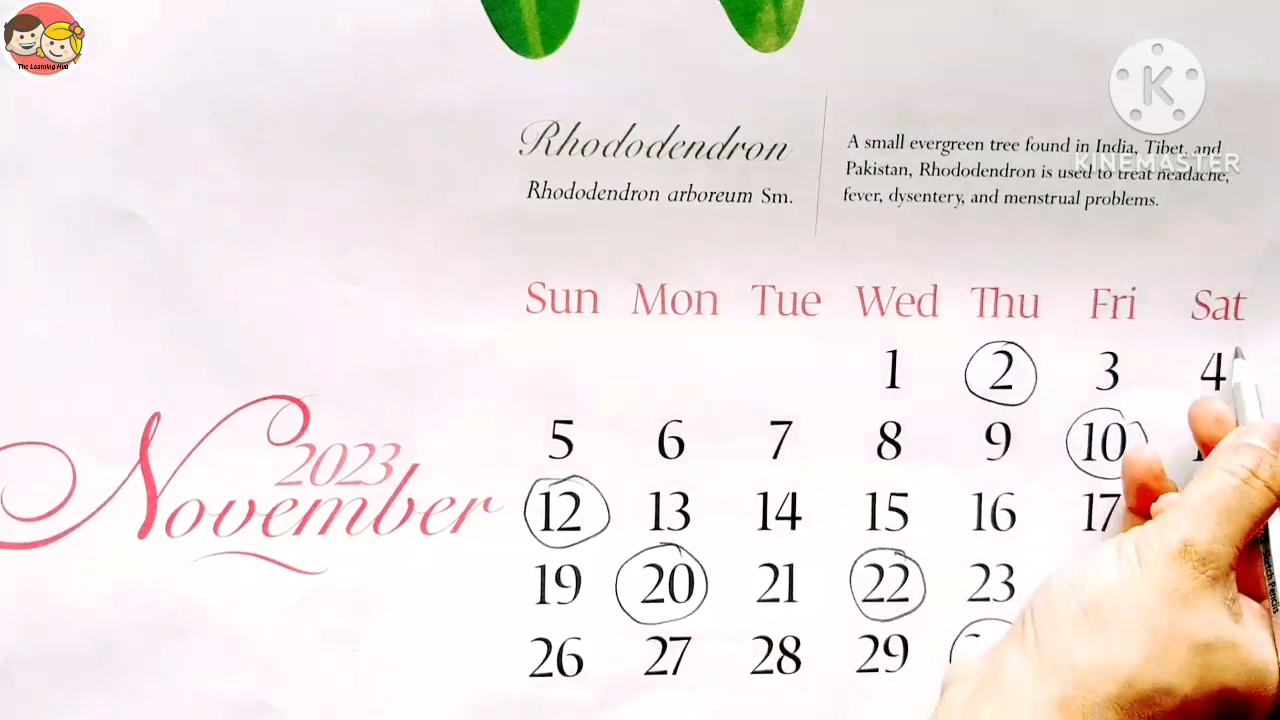 The Learning Hub
Rhododendron
Rhododendron arboreum Sm.
A small evergreen tree found in India, Tibet, and
Pakistan, Rhododendron is used to treat headache,
fever, dysentery, and menstrual problems.
K
KINEMASTER
2023
November
Sun Mon Tue Wed Thu Fri Sat
1 2 3 4
5 6 7 8 9 10
12 13 14 15 16 17
19 20 21 22 23
26 27 28 29